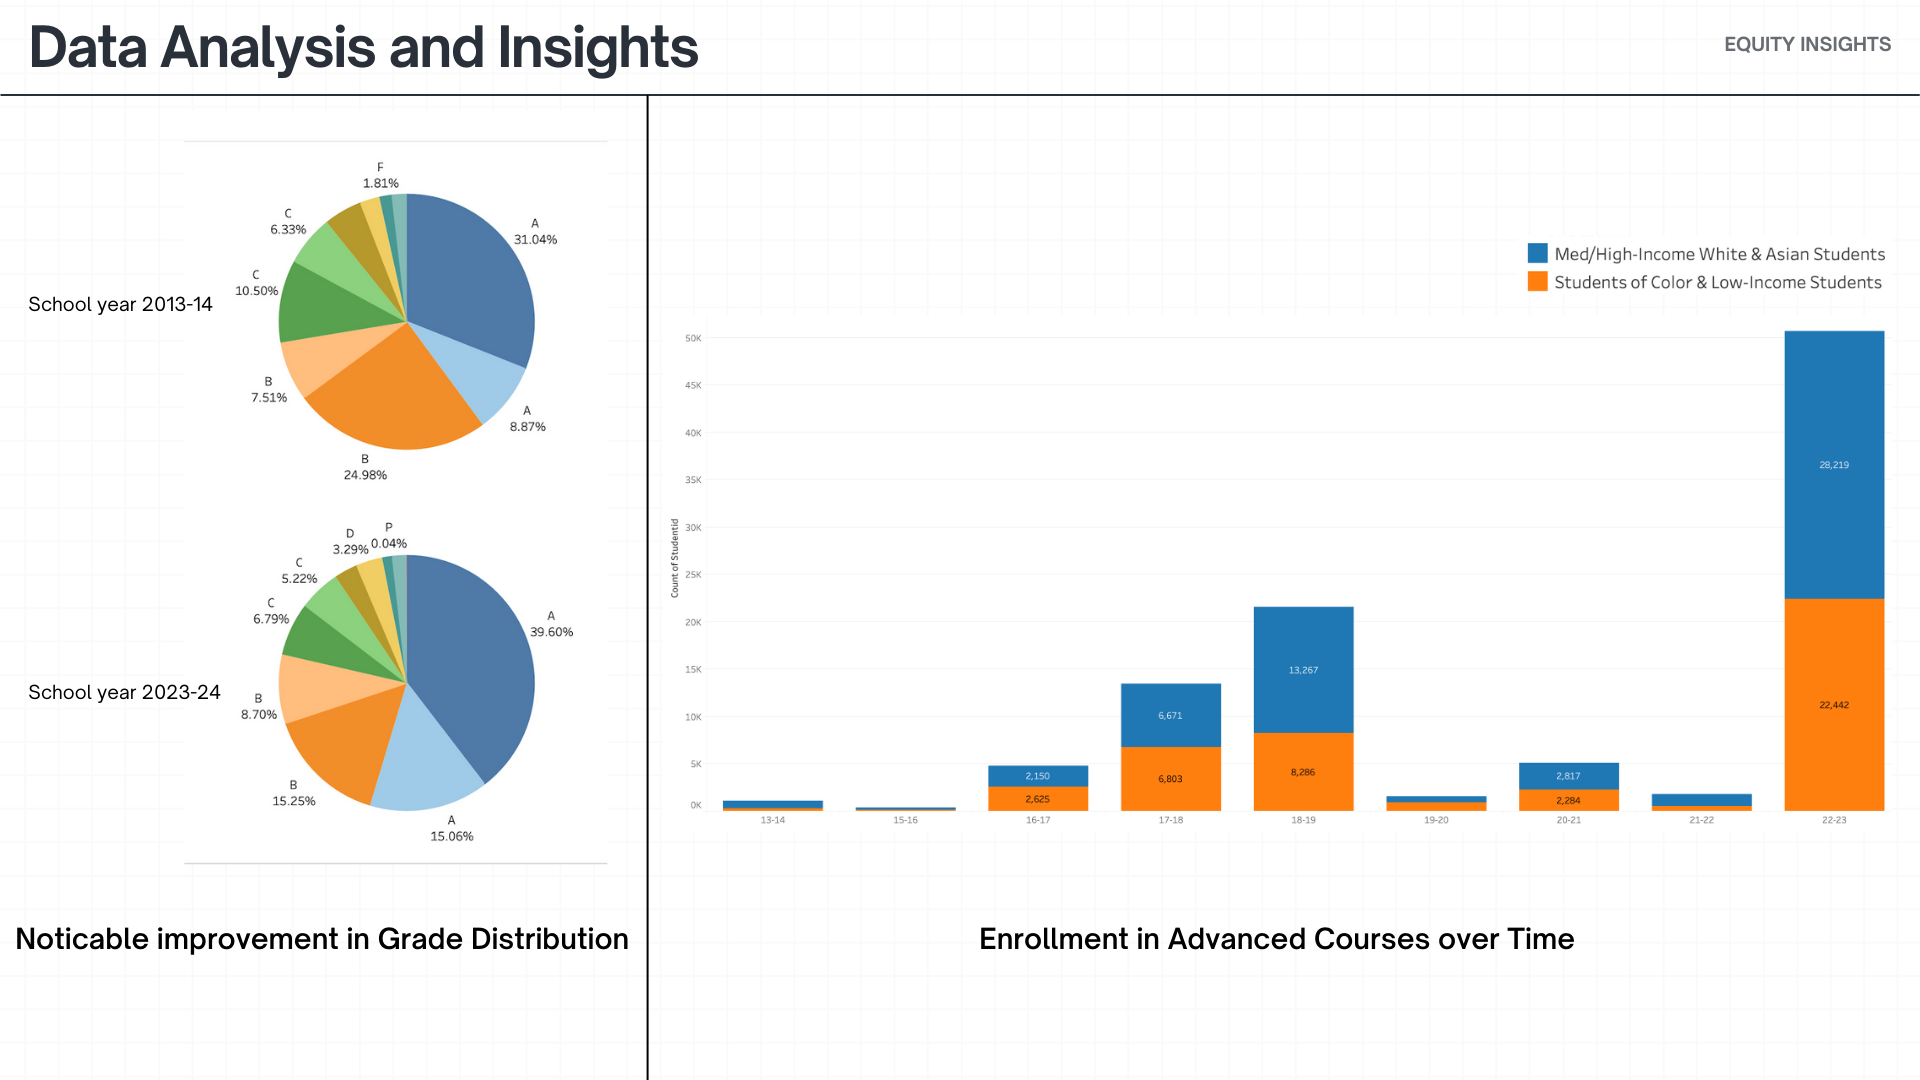 Data Analysis and Insights
EQUITY INSIGHTS
School year 2013-14
F
1.81%
C
6.33%
A
31.04%
C
10.50%
B
7.51%
A
8.87%
B
24.98%
School year 2023-24
P
0.04%
D
3.29%
C
5.22%
C
6.79%
A
39.60%
B
8.70%
B
15.25%
A
15.06%
Noticable improvement in Grade Distribution
Med/High-Income White & Asian Students
Students of Color & Low-Income Students
Count of Studentid
50K
45K
40K
35K
30K
25K
20K
15K
10K
5K
0K
2,150
2,625
6,671
6,803
13,267
8,286
2,817
2,284
28,219
22,442
13-14
15-16
16-17
17-18
18-19
19-20
20-21
21-22
22-23
Enrollment in Advanced Courses over Time